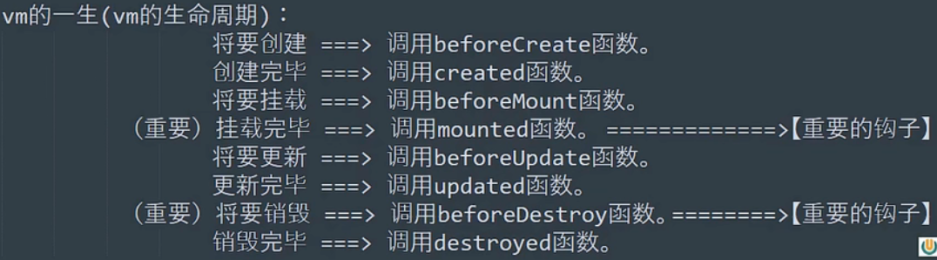 vm的一生(vm的生命周期)：
将要创建 ===> 调用beforeCreate函数。
创建完毕 ===> 调用created函数。
将要挂载 ===> 调用beforeMount函数。
（重要）挂载完毕 ===> 调用mounted函数。 =============>【重要的钩子】
将要更新 ===> 调用beforeUpdate函数。
更新完毕 ===> 调用updated函数。
（重要）将要销毁 ===> 调用beforeDestroy函数。========>【重要的钩子】
销毁完毕 ===> 调用destroyed函数。